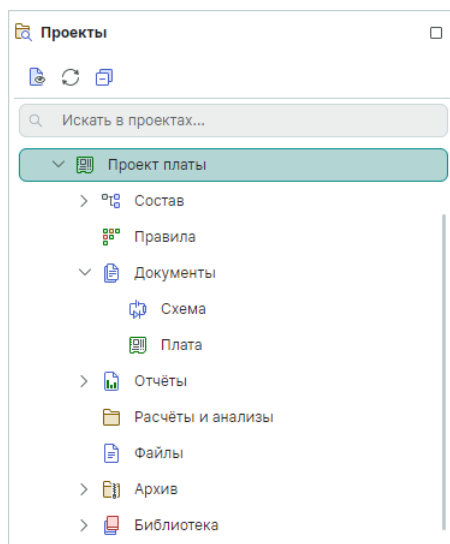 Проекты
Искать в проектах...
Проект платы
Состав
Правила
Документы
Схема
Плата
Отчёты
Расчёты и анализы
Файлы
Архив
Библиотека